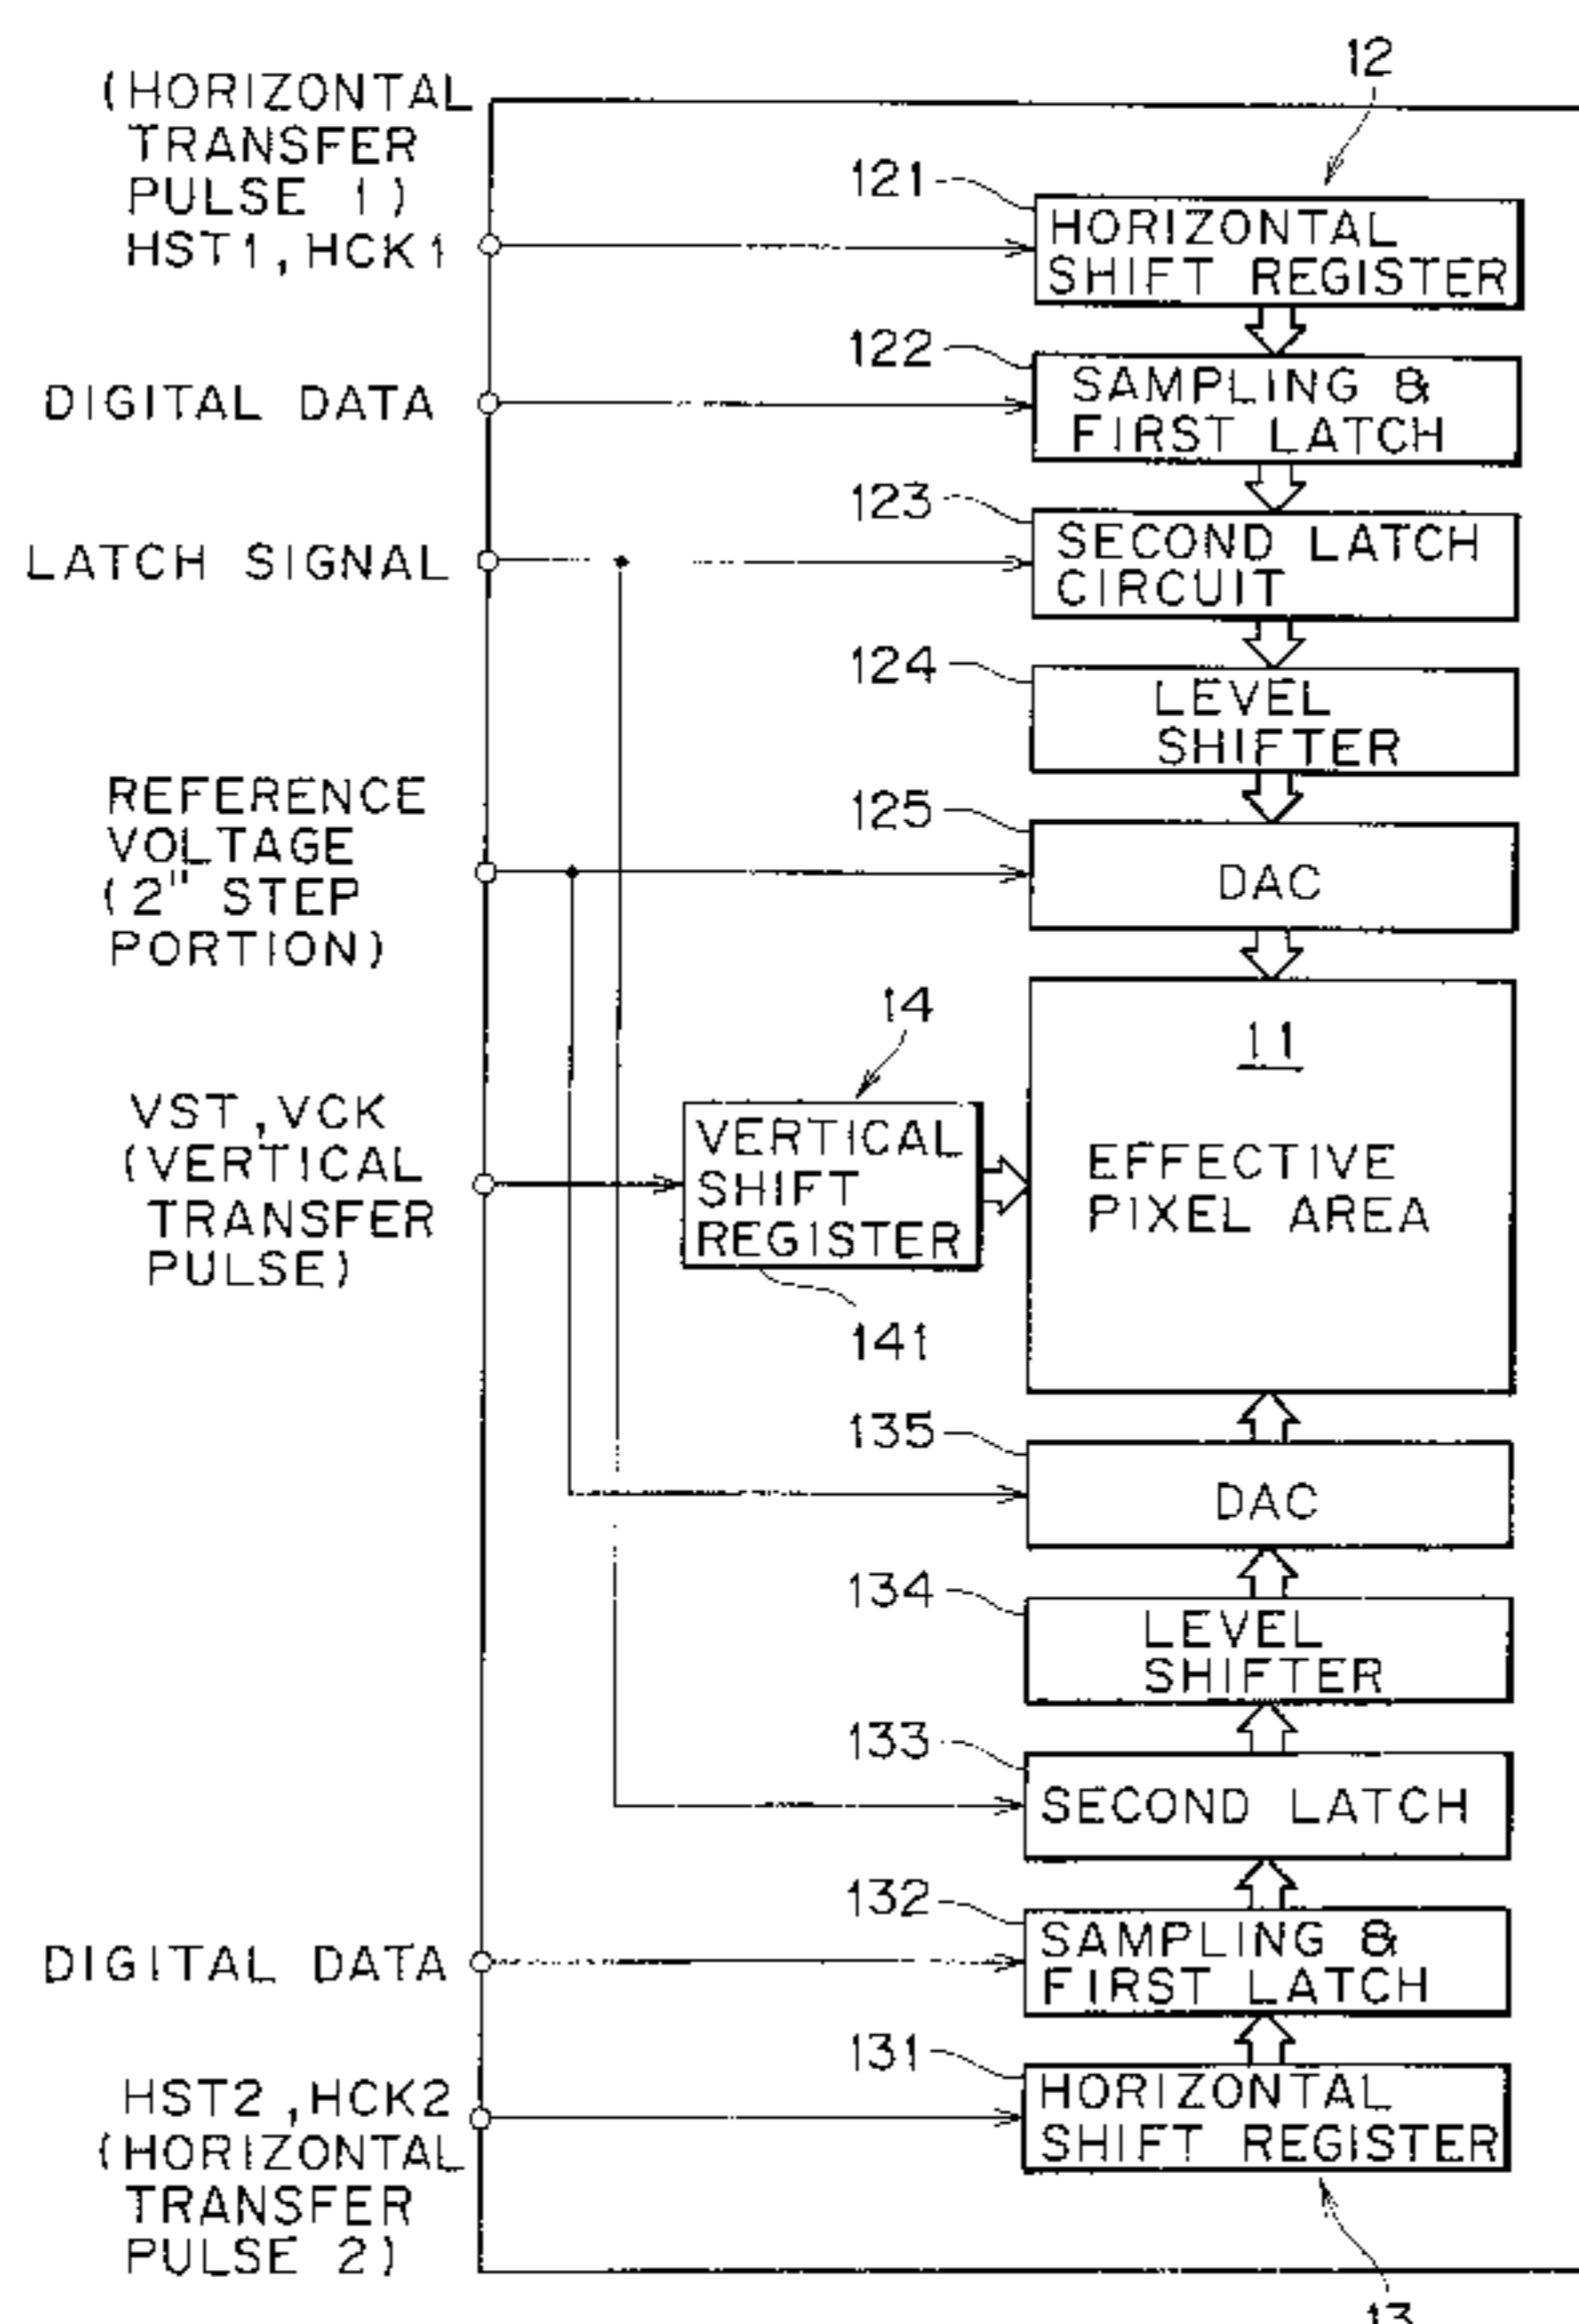 12
(HORIZONTAL
TRANSFER
PULSE 1)
HST1, HCK1
121
HORIZONTAL
SHIFT REGISTER
DIGITAL DATA
122
SAMPLING &
FIRST LATCH
LATCH SIGNAL
123
SECOND LATCH
CIRCUIT
124
LEVEL
SHIFTER
REFERENCE
VOLTAGE
(2" STEP
PORTION)
125
DAC
14
11
EFFECTIVE
PIXEL AREA
VST, VCK
(VERTICAL
TRANSFER
PULSE)
VERTICAL
SHIFT
REGISTER
141
135
DAC
134
LEVEL
SHIFTER
133
SECOND LATCH
132
DIGITAL DATA
SAMPLING &
FIRST LATCH
131
HORIZONTAL
SHIFT REGISTER
HST2, HCK2
(HORIZONTAL
TRANSFER
PULSE 2)
13